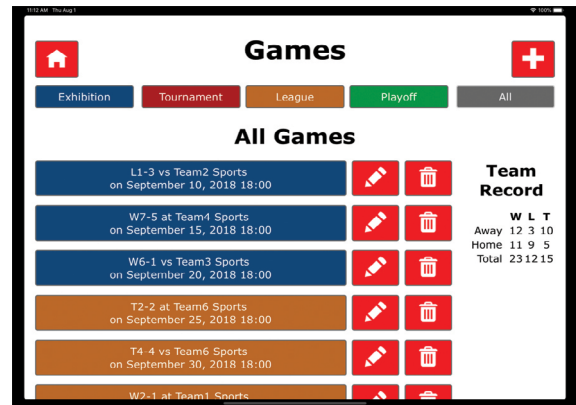 11:12 AM Thu Aug 1
100%
Games
Exhibition Tournament League Playoff All
All Games
L1-3 vs Team2 Sports
on September 10, 2018 18:00
W7-5 at Team4 Sports
on September 15, 2018 18:00
W6-1 vs Team3 Sports
on September 20, 2018 18:00
T2-2 at Team6 Sports
on September 25, 2018 18:00
T4-4 vs Team6 Sports
on September 30, 2018 18:00
W2-1 at Team1 Sports
Team
Record
W L T
Away 12 3 10
Home 11 9 5
Total 23 12 15